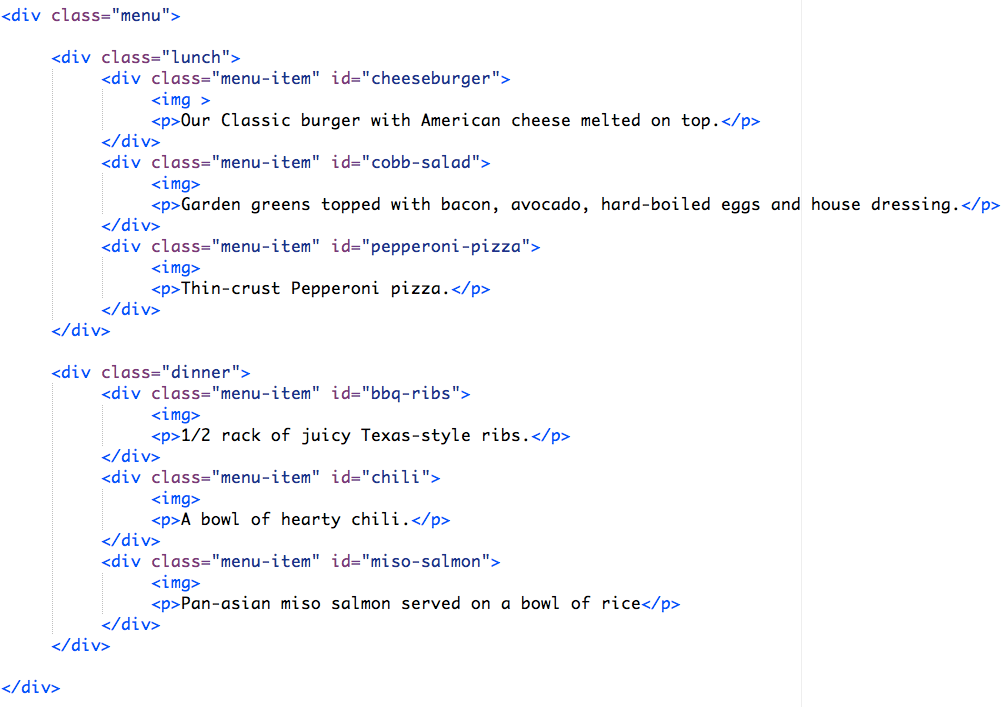 <div class="menu">
<div class="lunch">
<div class="menu-item" id="cheeseburger">
<img >
<p>Our Classic burger with American cheese melted on top.</p>
</div>
<div class="menu-item" id="cobb-salad">
<img>
<p>Garden greens topped with bacon, avocado, hard-boiled eggs and house dressing.</p>
</div>
<div class="menu-item" id="pepperoni-pizza">
<img>
<p>Thin-crust Pepperoni pizza.</p>
</div>
</div>
<div class="dinner">
<div class="menu-item" id="bbq-ribs">
<img>
<p>1/2 rack of juicy Texas-style ribs.</p>
</div>
<div class="menu-item" id="chili">
<img>
<p>A bowl of hearty chili.</p>
</div>
<div class="menu-item" id="miso-salmon">
<img>
<p>Pan-asian miso salmon served on a bowl of rice</p>
</div>
</div>
</div>